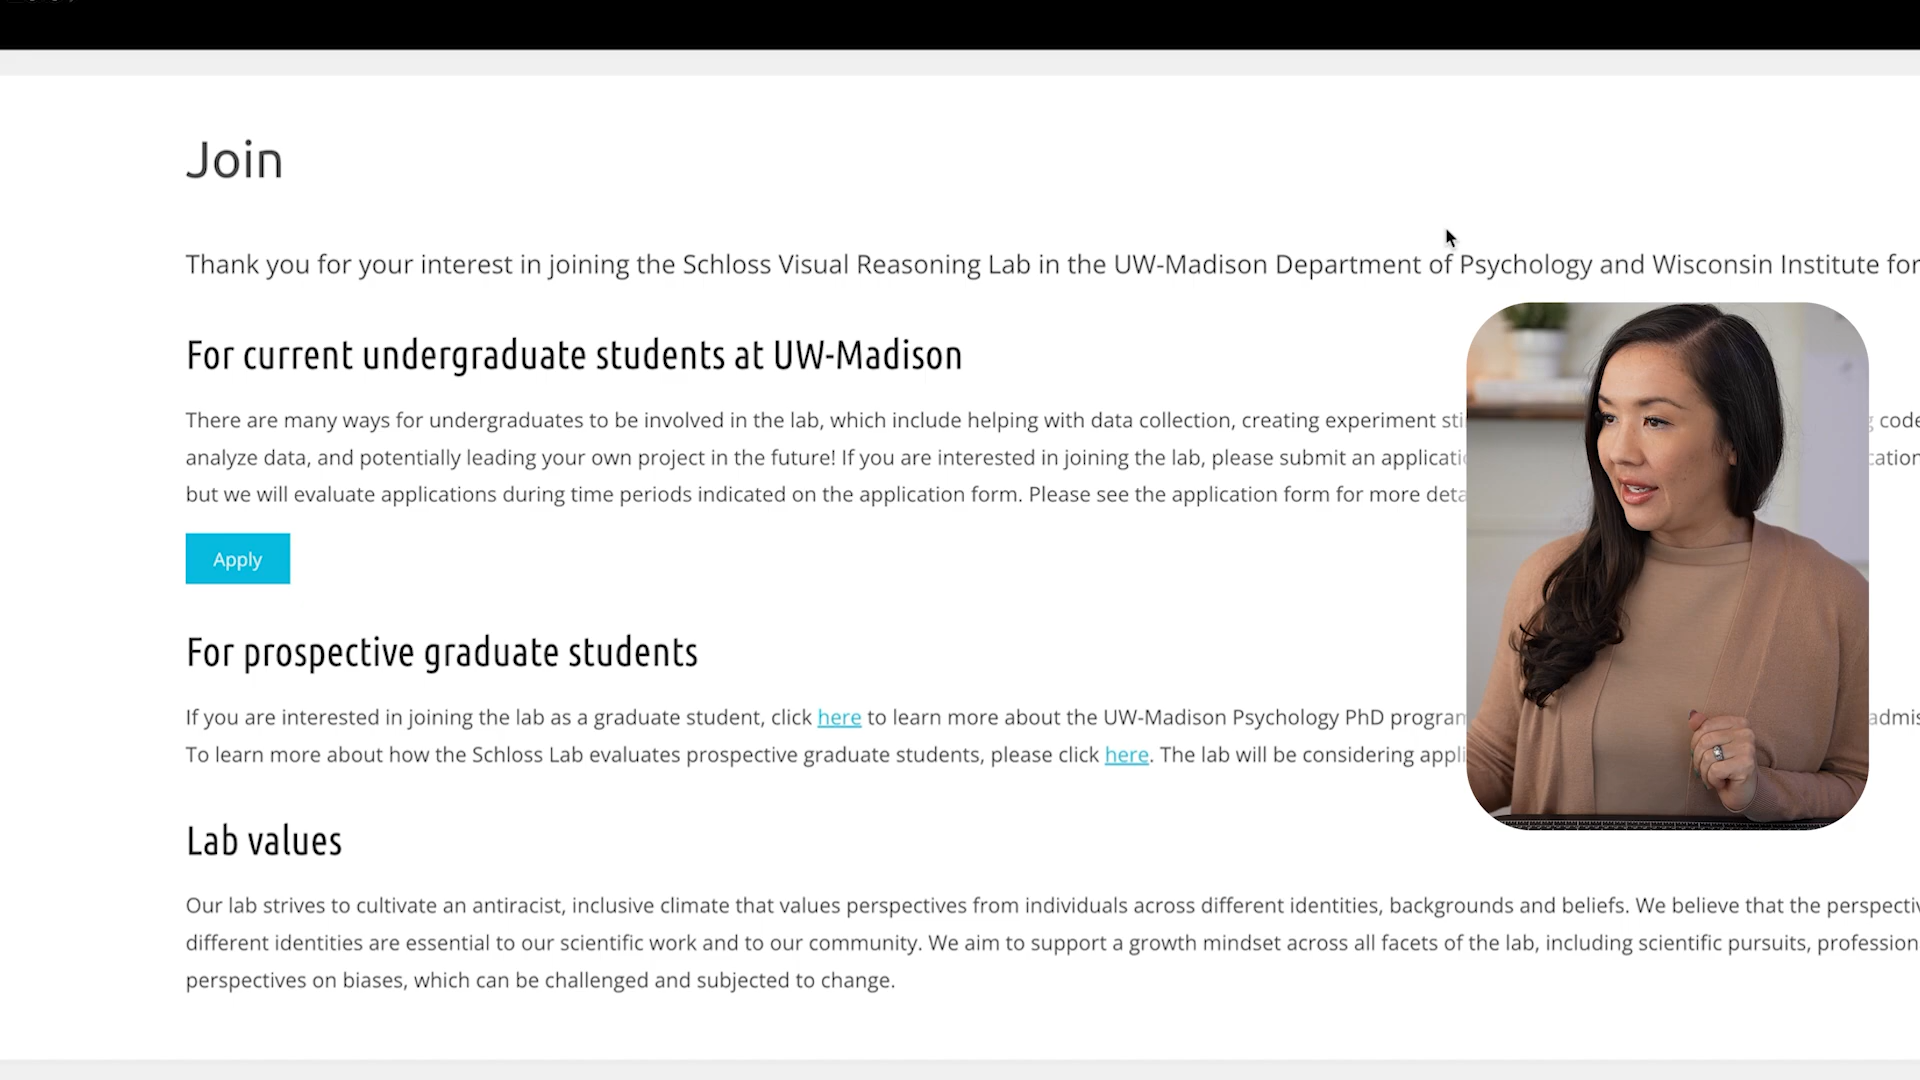 Join
Thank you for your interest in joining the Schloss Visual Reasoning Lab in the UW-Madison Department of Psychology and Wisconsin Institute for
For current undergraduate students at UW-Madison
There are many ways for undergraduates to be involved in the lab, which include helping with data collection, creating experiment code
analyze data, and potentially leading your own project in the future! If you are interested in joining the lab, please submit an
but we will evaluate applications during time periods indicated on the application form. Please see the application form for more
Apply
For prospective graduate students
If you are interested in joining the lab as a graduate student, click here to learn more about the UW-Madison Psychology PhD
To learn more about how the Schloss Lab evaluates prospective graduate students, please click here. The lab will be considering
Lab values
Our lab strives to cultivate an antiracist, inclusive climate that values perspectives from individuals across different identities, backgrounds and beliefs. We believe that the
different identities are essential to our scientific work and to our community. We aim to support a growth mindset across all facets of the lab, including scientific pursuits,
perspectives on biases, which can be challenged and subjected to change.